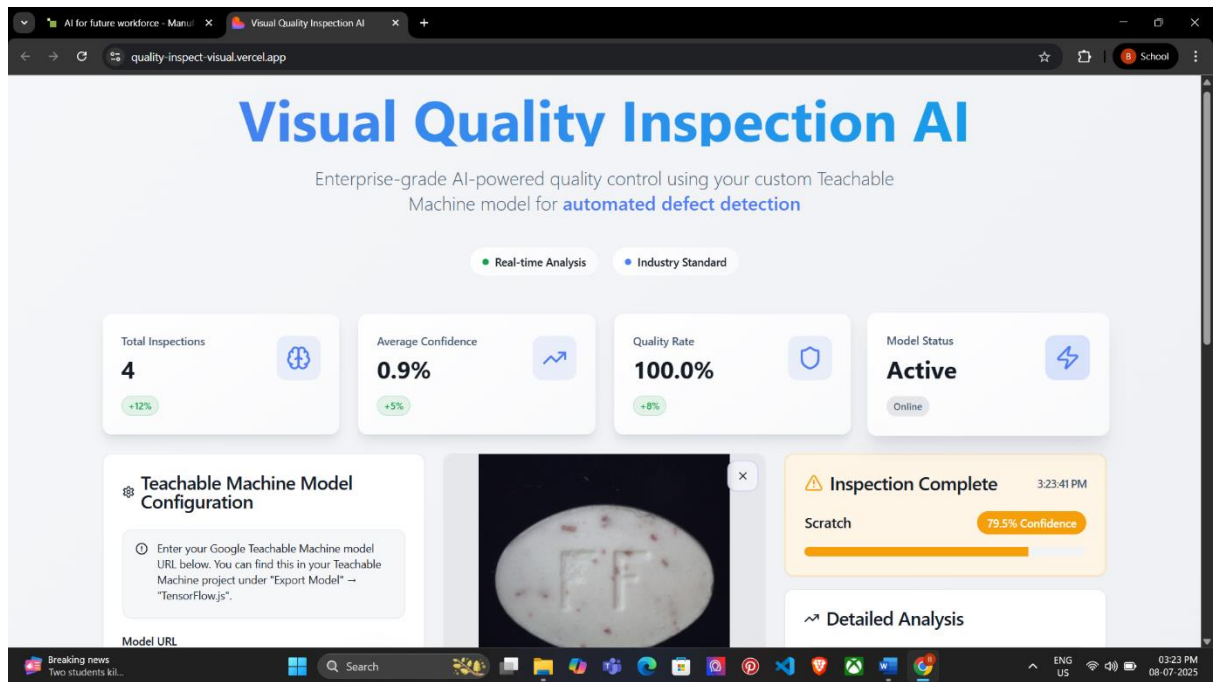 AI for future workforce - Manuf
Visual Quality Inspection AI
quality-inspect-visual.vercel.app
B
School
Visual Quality Inspection AI
Enterprise-grade AI-powered quality control using your custom Teachable
Machine model for automated defect detection
Real-time Analysis
Industry Standard
Total Inspections
4
+12%
Average Confidence
0.9%
+5%
Quality Rate
100.0%
+8%
Model Status
Active
Online
Teachable Machine Model
Configuration
Enter your Google Teachable Machine model
URL below. You can find this in your Teachable
Machine project under "Export Model" →
"TensorFlow.js".
Model URL
FF
Inspection Complete
3:23:41 PM
Scratch
79.5% Confidence
Detailed Analysis
Breaking news
Two students kil...
Search
ENG
US
03:23 PM
08-07-2025